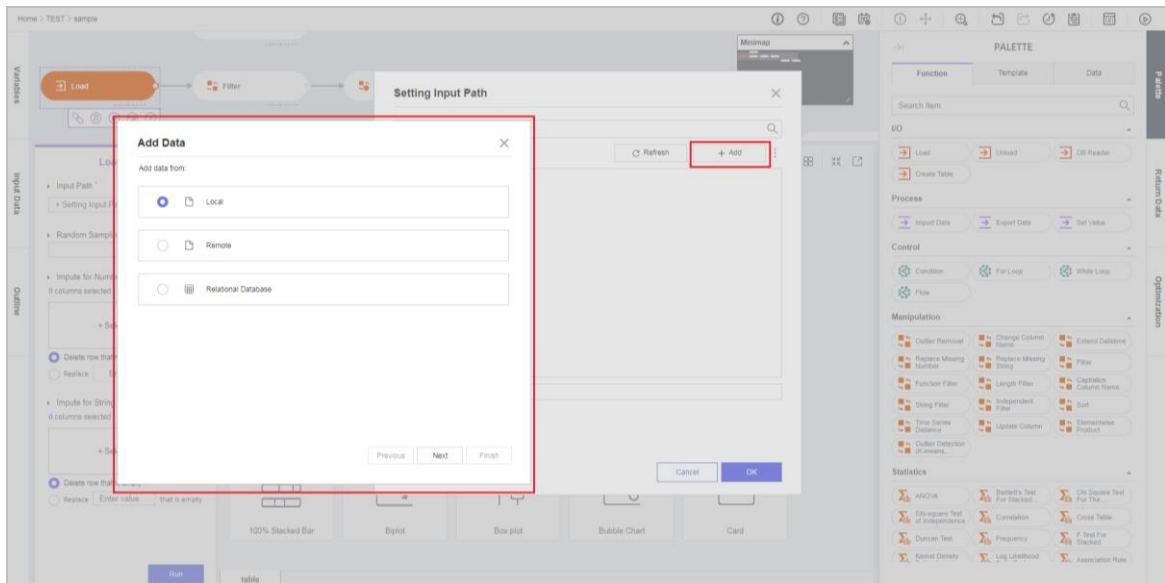 Home > TEST > sample
Minimap
Variables
Input Data
Outline
Load
Filter
Setting Input Path
Refresh
+ Add
Cancel
OK
Add Data
Add data from:
Local
Remote
Relational Database
Previous
Next
Finish
Input Path *
+ Setting Input
Random
Impute for
0 columns selected
Delete row that
Replace
Impute for String
0 columns selected
Delete row that
Replace
Enter value
that is empty
Run
100% Stacked Bar
Biplot
Box plot
Bubble Chart
Card
table
PALETTE
Function
Template
Data
Search Item
I/O
Load
Unload
DB Reader
Create Table
Process
Import Data
Export Data
Set Value
Control
Condition
For Loop
While Loop
Flow
Manipulation
Outlier Removal
Change Column
Name
Extend Datetime
Replace Missing
Number
Replace Missing
String
Filter
Function Filter
Length Filter
Capitalize
Column Name
String Filter
Independent
Filter
Sort
Time Series
Distance
Update Column
Elementwise
Product
Outlier Detection
(K-means...
Statistics
ANOVA
Bartlett's Test
For Stacked...
Chi Square Test
For The...
Chi-square Test
of Independence
Correlation
Cross Table
Duncan Test
Frequency
F Test For
Stacked
Kernel Density
Log Likelihood
Association Rule
Palette
Return Data
Optimization